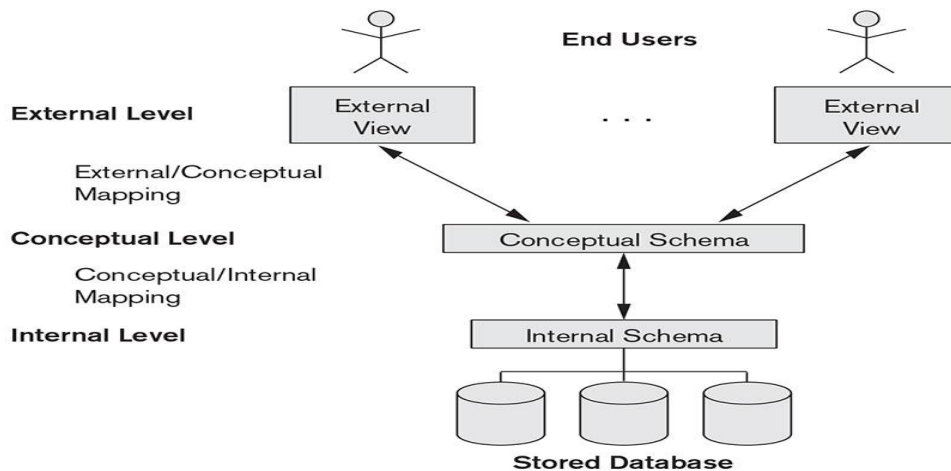 End Users
External Level
External
View
. . .
External
View
External/Conceptual
Mapping
Conceptual Level
Conceptual Schema
Conceptual/Internal
Mapping
Internal Level
Internal Schema
Stored Database